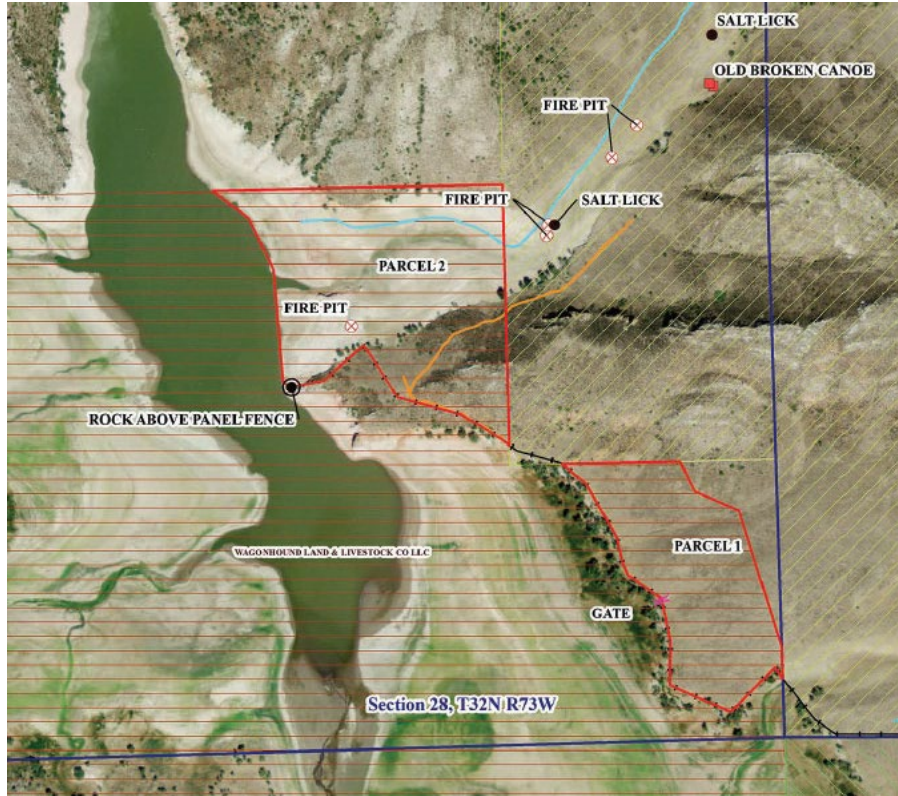 SALT LICK
OLD BROKEN CANOE
FIRE PIT
FIRE PIT
SALT LICK
PARCEL 2
FIRE PIT
ROCK ABOVE PANEL FENCE
WAGONHOUND LAND & LIVESTOCK CO LLC
PARCEL 1
GATE
Section 28, T32N R73W